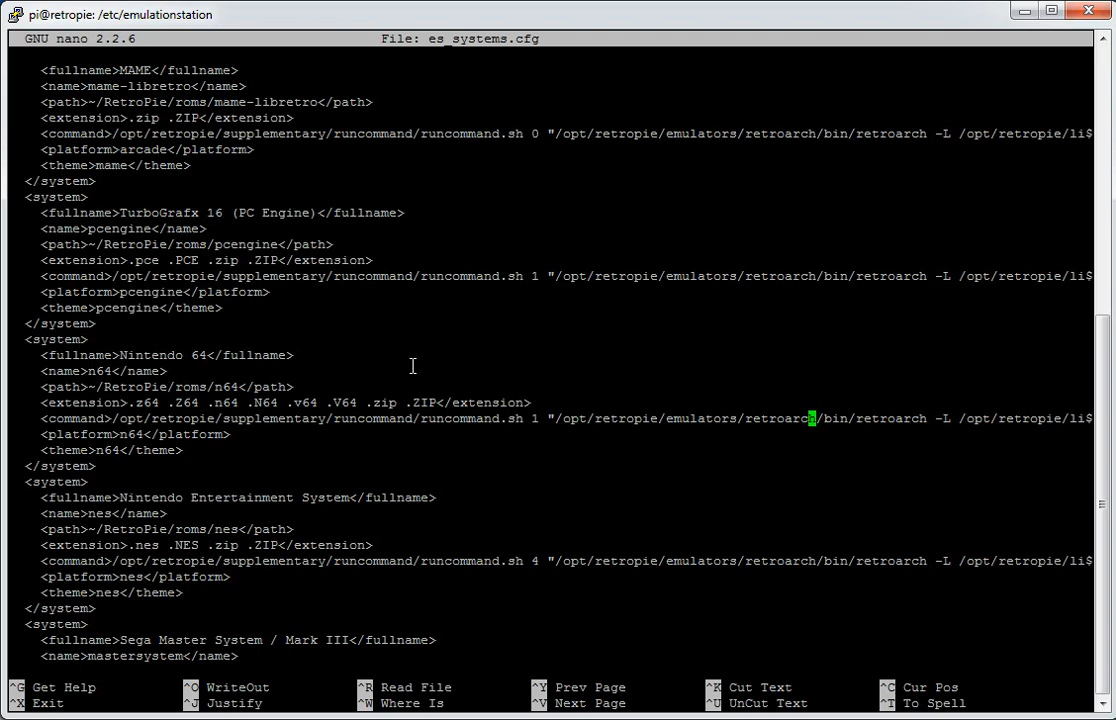 pi@retropie: /etc/emulationstation
GNU nano 2.2.6 File: es_systems.cfg
<fullname>MAME</fullname>
<name>mame-libretro</name>
<path>~/RetroPie/roms/mame-libretro</path>
<extension>.zip .ZIP</extension>
<command>/opt/retropie/supplementary/runcommand/runcommand.sh 0 "/opt/retropie/emulators/retroarch/bin/retroarch -L /opt/retropie/li$
<platform>arcade</platform>
<theme>mame</theme>
</system>
<system>
<fullname>TurboGrafx 16 (PC Engine)</fullname>
<name>pcengine</name>
<path>~/RetroPie/roms/pcengine</path>
<extension>.pce .PCE .zip .ZIP</extension>
<command>/opt/retropie/supplementary/runcommand/runcommand.sh 1 "/opt/retropie/emulators/retroarch/bin/retroarch -L /opt/retropie/li$
<platform>pcengine</platform>
<theme>pcengine</theme>
</system>
<system>
<fullname>Nintendo 64</fullname>
<name>n64</name>
<path>~/RetroPie/roms/n64</path>
<extension>.z64 .Z64 .n64 .N64 .v64 .V64 .zip .ZIP</extension>
<command>/opt/retropie/supplementary/runcommand/runcommand.sh 1 "/opt/retropie/emulators/retroarch/bin/retroarch -L /opt/retropie/li$
<platform>n64</platform>
<theme>n64</theme>
</system>
<system>
<fullname>Nintendo Entertainment System</fullname>
<name>nes</name>
<path>~/RetroPie/roms/nes</path>
<extension>.nes .NES .zip .ZIP</extension>
<command>/opt/retropie/supplementary/runcommand/runcommand.sh 4 "/opt/retropie/emulators/retroarch/bin/retroarch -L /opt/retropie/li$
<platform>nes</platform>
<theme>nes</theme>
</system>
<system>
<fullname>Sega Master System / Mark III</fullname>
<name>mastersystem</name>
^G Get Help ^O WriteOut ^R Read File ^Y Prev Page ^K Cut Text ^C Cur Pos
^X Exit ^J Justify ^W Where Is ^V Next Page ^U UnCut Text ^T To Spell